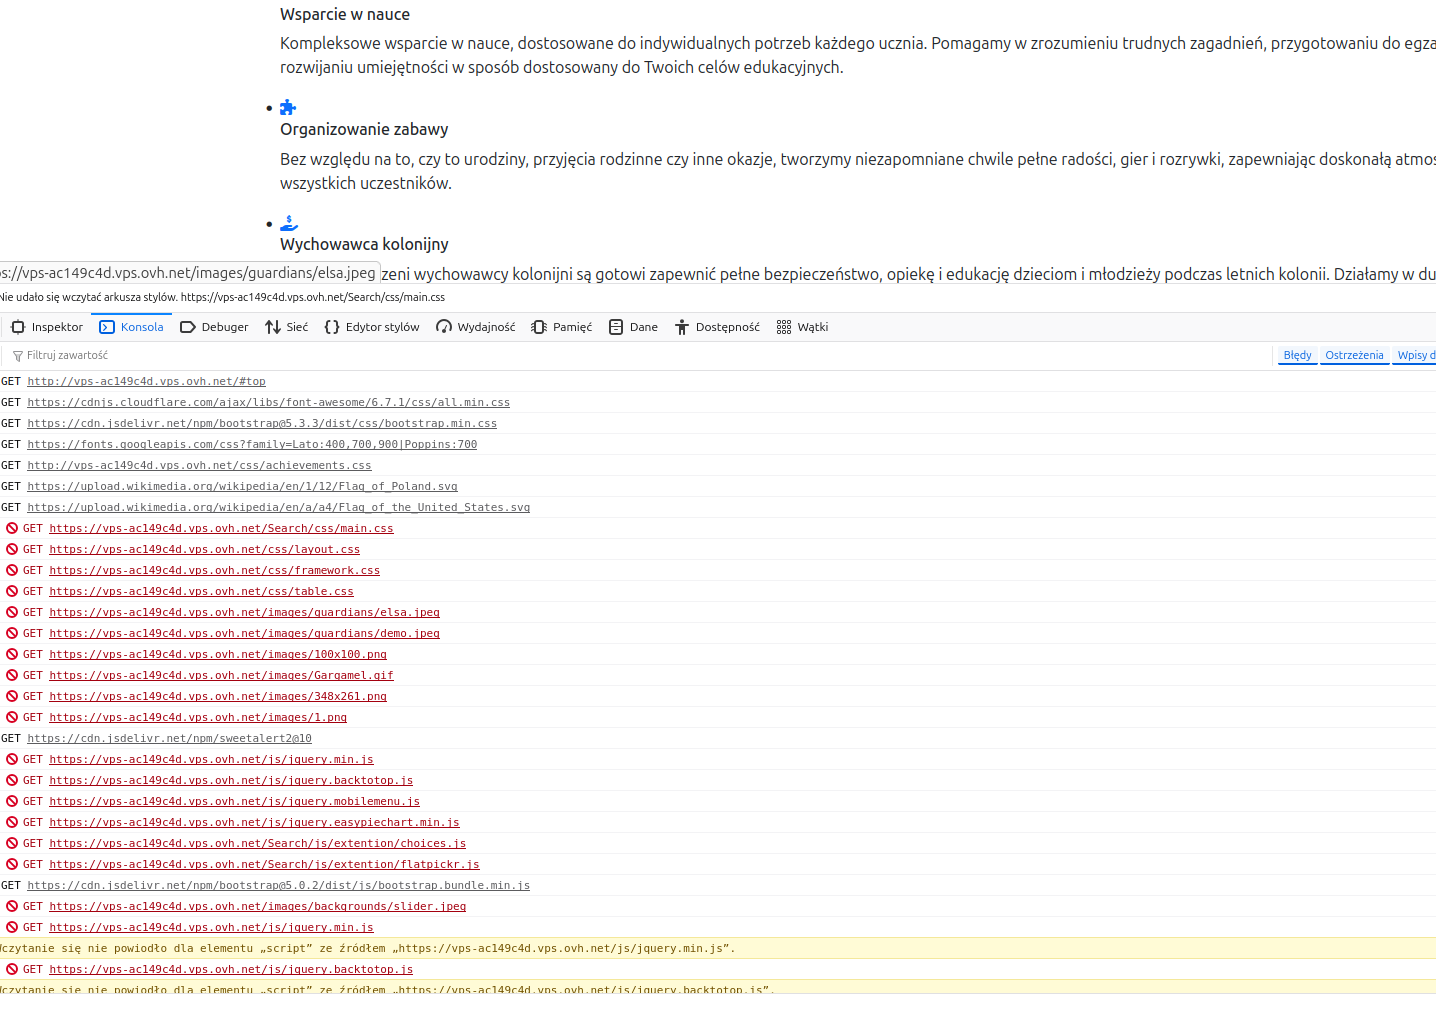 Wsparcie w nauce
Kompleksowe wsparcie w nauce, dostosowane do indywidualnych potrzeb każdego ucznia. Pomagamy w zrozumieniu trudnych zagadnień, przygotowaniu do egza
rozwijaniu umiejętności w sposób dostosowany do Twoich celów edukacyjnych.
Organizowanie zabawy
Bez względu na to, czy to urodziny, przyjęcia rodzinne czy inne okazje, tworzymy niezapomniane chwile pełne radości, gier i rozrywki, zapewniając doskonałą atmos
wszystkich uczestników.
Wychowawca kolonijny
zeni wychowawcy kolonijni są gotowi zapewnić pełne bezpieczeństwo, opiekę i edukację dzieciom i młodzieży podczas letnich kolonii. Działamy w du
ps://vps-ac149c4d.vps.ovh.net/images/guardians/elsa.jpeg
Nie udało się wczytać arkusza stylów. https://vps-ac149c4d.vps.ovh.net/Search/css/main.css
Inspektor Konsola Debuger Sieć Edytor stylów Wydajność Pamięć Dane Dostępność Wątki
Filtruj zawartość Błędy Ostrzeżenia Wpisy d
GET http://vps-ac149c4d.vps.ovh.net/#top
GET https://cdnjs.cloudflare.com/ajax/libs/font-awesome/6.7.1/css/all.min.css
GET https://cdn.jsdelivr.net/npm/bootstrap@5.3.3/dist/css/bootstrap.min.css
GET https://fonts.googleapis.com/css?family=Lato:400,700,900|Poppins:700
GET http://vps-ac149c4d.vps.ovh.net/css/achievements.css
GET https://upload.wikimedia.org/wikipedia/en/1/12/Flag_of_Poland.svg
GET https://upload.wikimedia.org/wikipedia/en/a/a4/Flag_of_the_United_States.svg
GET https://vps-ac149c4d.vps.ovh.net/Search/css/main.css
GET https://vps-ac149c4d.vps.ovh.net/css/layout.css
GET https://vps-ac149c4d.vps.ovh.net/css/framework.css
GET https://vps-ac149c4d.vps.ovh.net/css/table.css
GET https://vps-ac149c4d.vps.ovh.net/images/guardians/elsa.jpeg
GET https://vps-ac149c4d.vps.ovh.net/images/guardians/demo.jpeg
GET https://vps-ac149c4d.vps.ovh.net/images/100x100.png
GET https://vps-ac149c4d.vps.ovh.net/images/Gargamel.gif
GET https://vps-ac149c4d.vps.ovh.net/images/348x261.png
GET https://vps-ac149c4d.vps.ovh.net/images/1.png
GET https://cdn.jsdelivr.net/npm/sweetalert2@10
GET https://vps-ac149c4d.vps.ovh.net/js/jquery.min.js
GET https://vps-ac149c4d.vps.ovh.net/js/jquery.backtotop.js
GET https://vps-ac149c4d.vps.ovh.net/js/jquery.mobilemenu.js
GET https://vps-ac149c4d.vps.ovh.net/js/jquery.easypiechart.min.js
GET https://vps-ac149c4d.vps.ovh.net/Search/js/extention/choices.js
GET https://vps-ac149c4d.vps.ovh.net/Search/js/extention/flatpickr.js
GET https://cdn.jsdelivr.net/npm/bootstrap@5.0.2/dist/js/bootstrap.bundle.min.js
GET https://vps-ac149c4d.vps.ovh.net/images/backgrounds/slider.jpeg
GET https://vps-ac149c4d.vps.ovh.net/js/jquery.min.js
Wczytanie się nie powiodło dla elementu „script” ze źródłem „https://vps-ac149c4d.vps.ovh.net/js/jquery.min.js”.
GET https://vps-ac149c4d.vps.ovh.net/js/jquery.backtotop.js
Wczytanie się nie powiodło dla elementu „script” ze źródłem „https://vps-ac149c4d.vps.ovh.net/js/jquery.backtotop.js”.